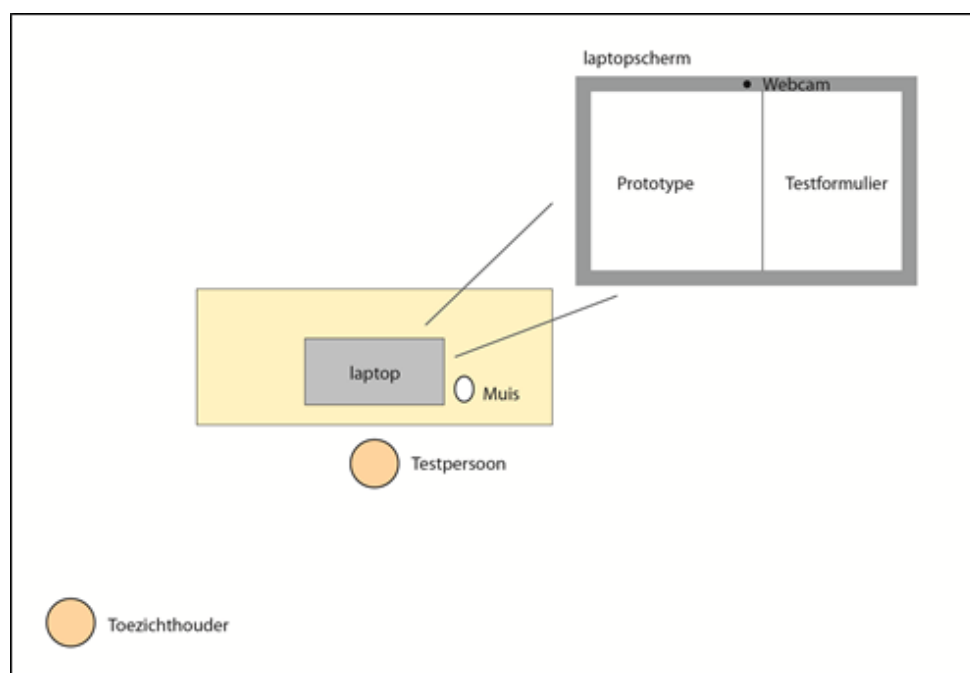 laptopscherm
Webcam
Prototype
Testformulier
laptop
Muis
Testpersoon
Toezichthouder